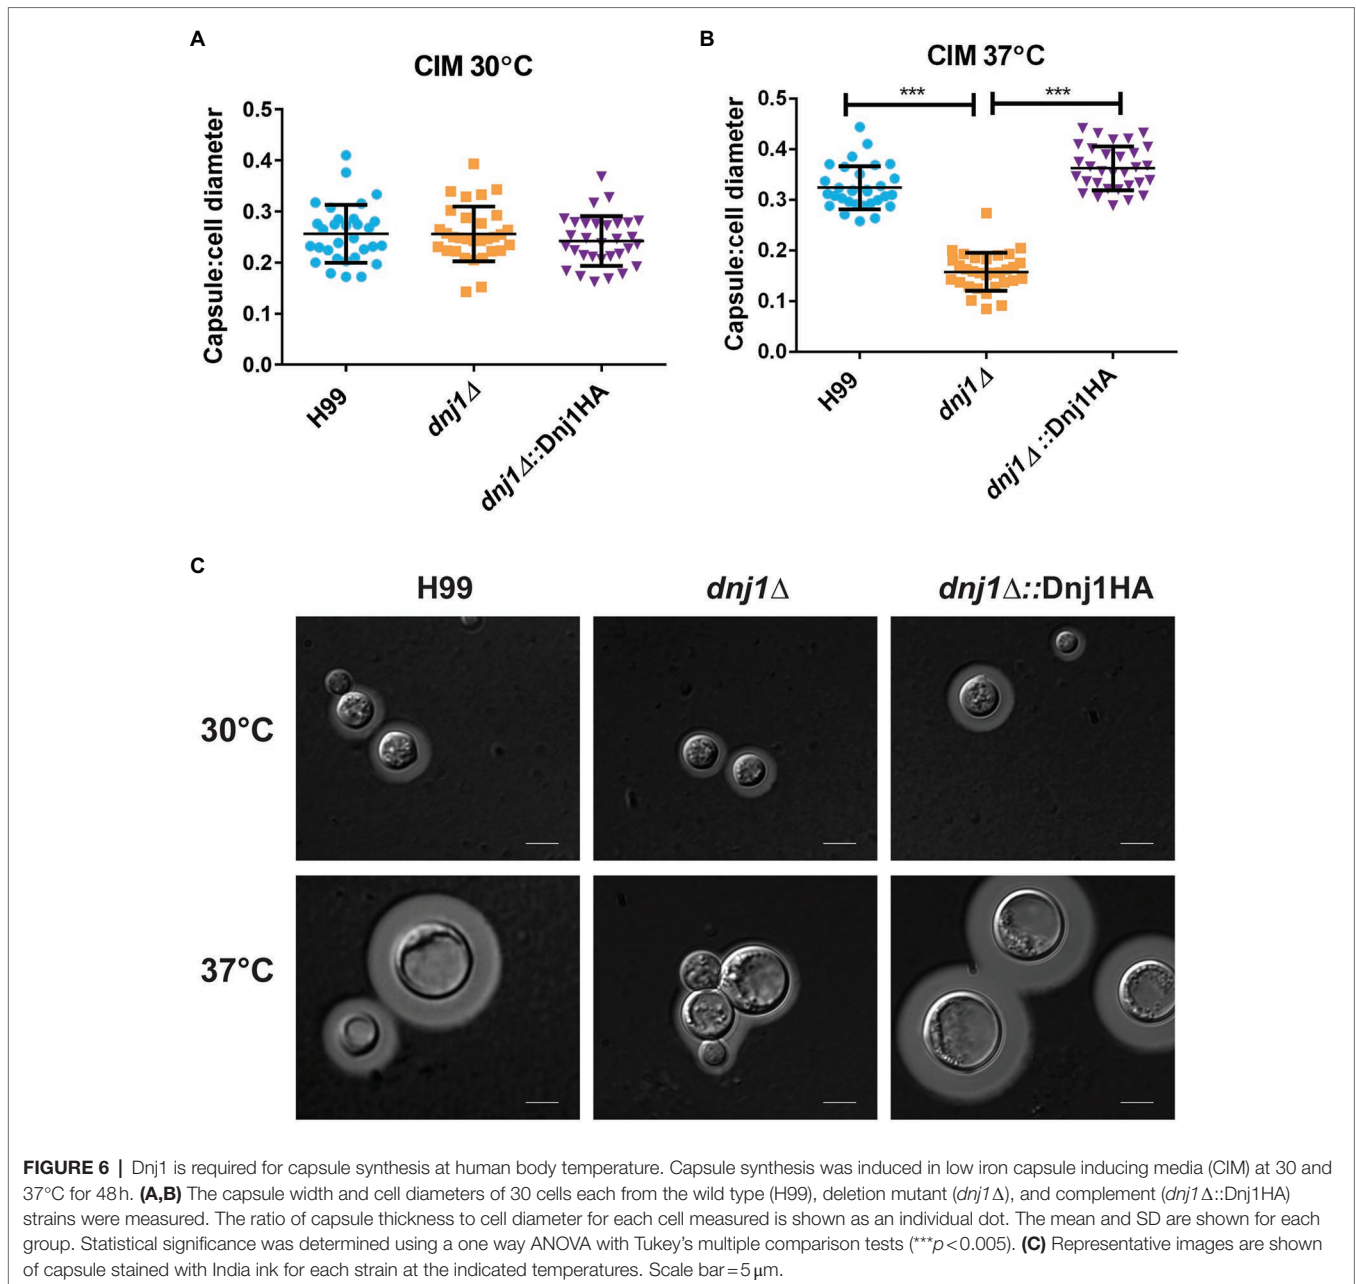 A
CIM 30°C
Capsule:cell diameter
0.5
0.4
0.3
0.2
0.1
0.0
H99
dnj1Δ
dnj1Δ::Dnj1HA
B
CIM 37°C
Capsule:cell diameter
0.5
0.4
0.3
0.2
0.1
0.0
***
***
H99
dnj1Δ
dnj1Δ::Dnj1HA
C
H99
dnj1Δ
dnj1Δ::Dnj1HA
30°C
37°C
FIGURE 6 | Dnj1 is required for capsule synthesis at human body temperature. Capsule synthesis was induced in low iron capsule inducing media (CIM) at 30 and
37°C for 48 h. (A,B) The capsule width and cell diameters of 30 cells each from the wild type (H99), deletion mutant (dnj1Δ), and complement (dnj1Δ::Dnj1HA)
strains were measured. The ratio of capsule thickness to cell diameter for each cell measured is shown as an individual dot. The mean and SD are shown for each
group. Statistical significance was determined using a one way ANOVA with Tukey's multiple comparison tests (***p < 0.005). (C) Representative images are shown
of capsule stained with India ink for each strain at the indicated temperatures. Scale bar = 5 μm.